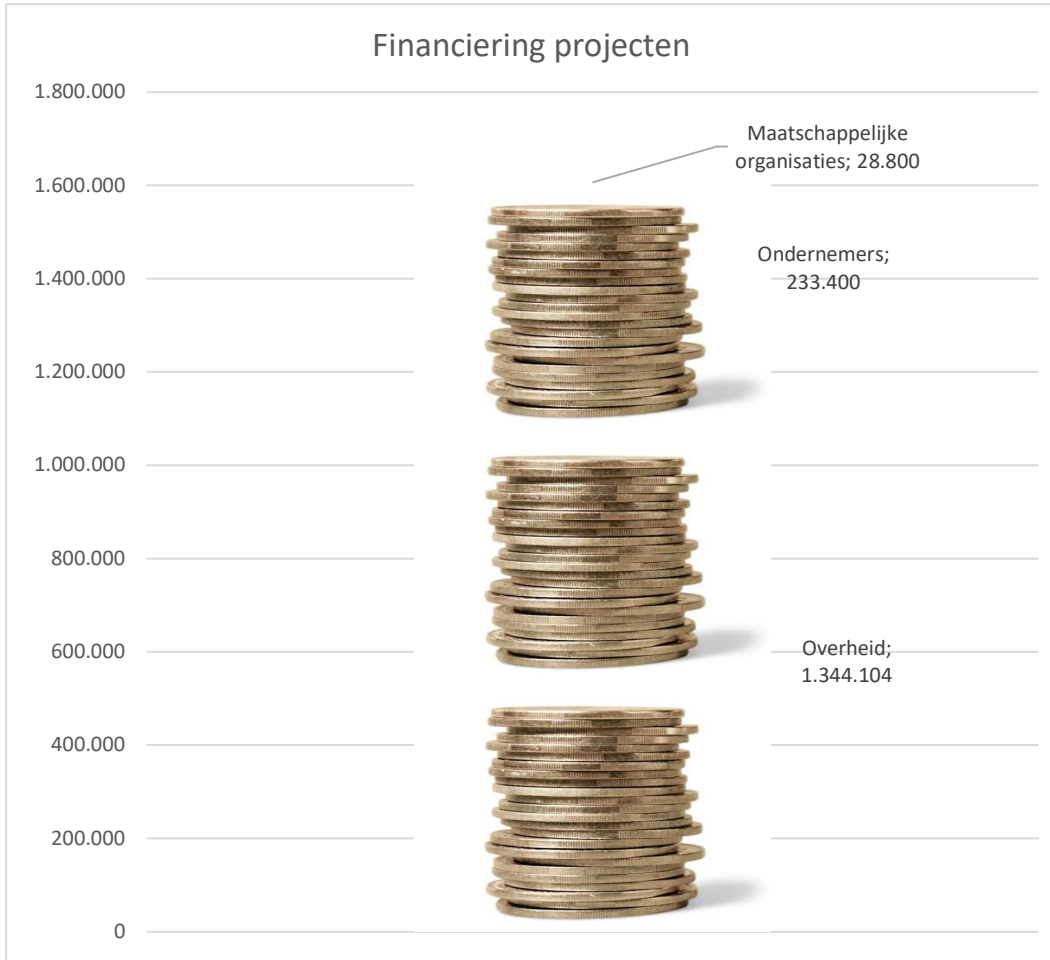 Financiering projecten
1.800.000
Maatschappelijke
organisaties; 28.800
1.600.000
Ondernemers;
233.400
1.400.000
1.200.000
1.000.000
800.000
600.000
Overheid;
1.344.104
400.000
200.000
0